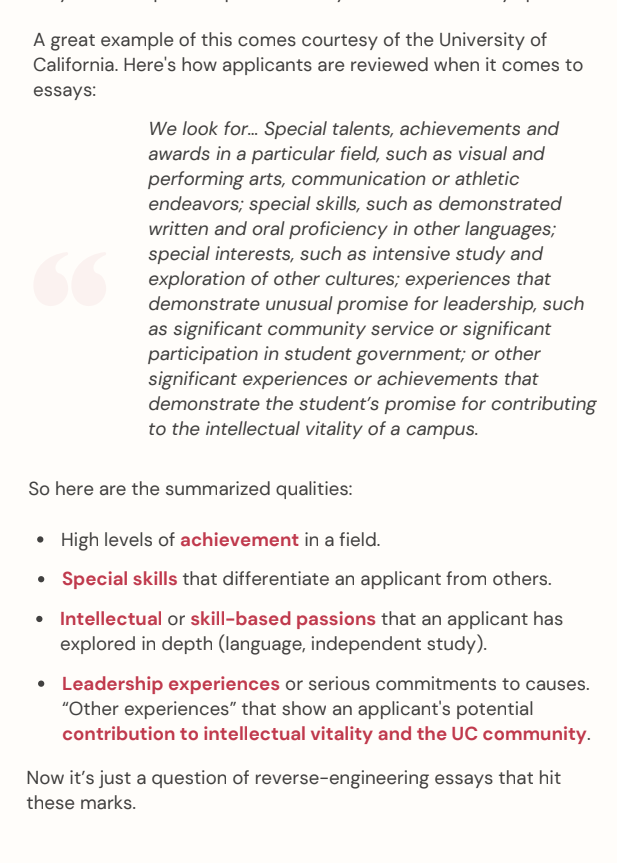 A great example of this comes courtesy of the University of
California. Here's how applicants are reviewed when it comes to
essays:
We look for… Special talents, achievements and
awards in a particular field, such as visual and
performing arts, communication or athletic
endeavors; special skills, such as demonstrated
written and oral proficiency in other languages;
special interests, such as intensive study and
exploration of other cultures; experiences that
demonstrate unusual promise for leadership, such
as significant community service or significant
participation in student government; or other
significant experiences or achievements that
demonstrate the student’s promise for contributing
to the intellectual vitality of a campus.
So here are the summarized qualities:
• High levels of achievement in a field.
• Special skills that differentiate an applicant from others.
• Intellectual or skill-based passions that an applicant has
explored in depth (language, independent study).
• Leadership experiences or serious commitments to causes.
“Other experiences” that show an applicant's potential
contribution to intellectual vitality and the UC community.
Now it’s just a question of reverse-engineering essays that hit
these marks.